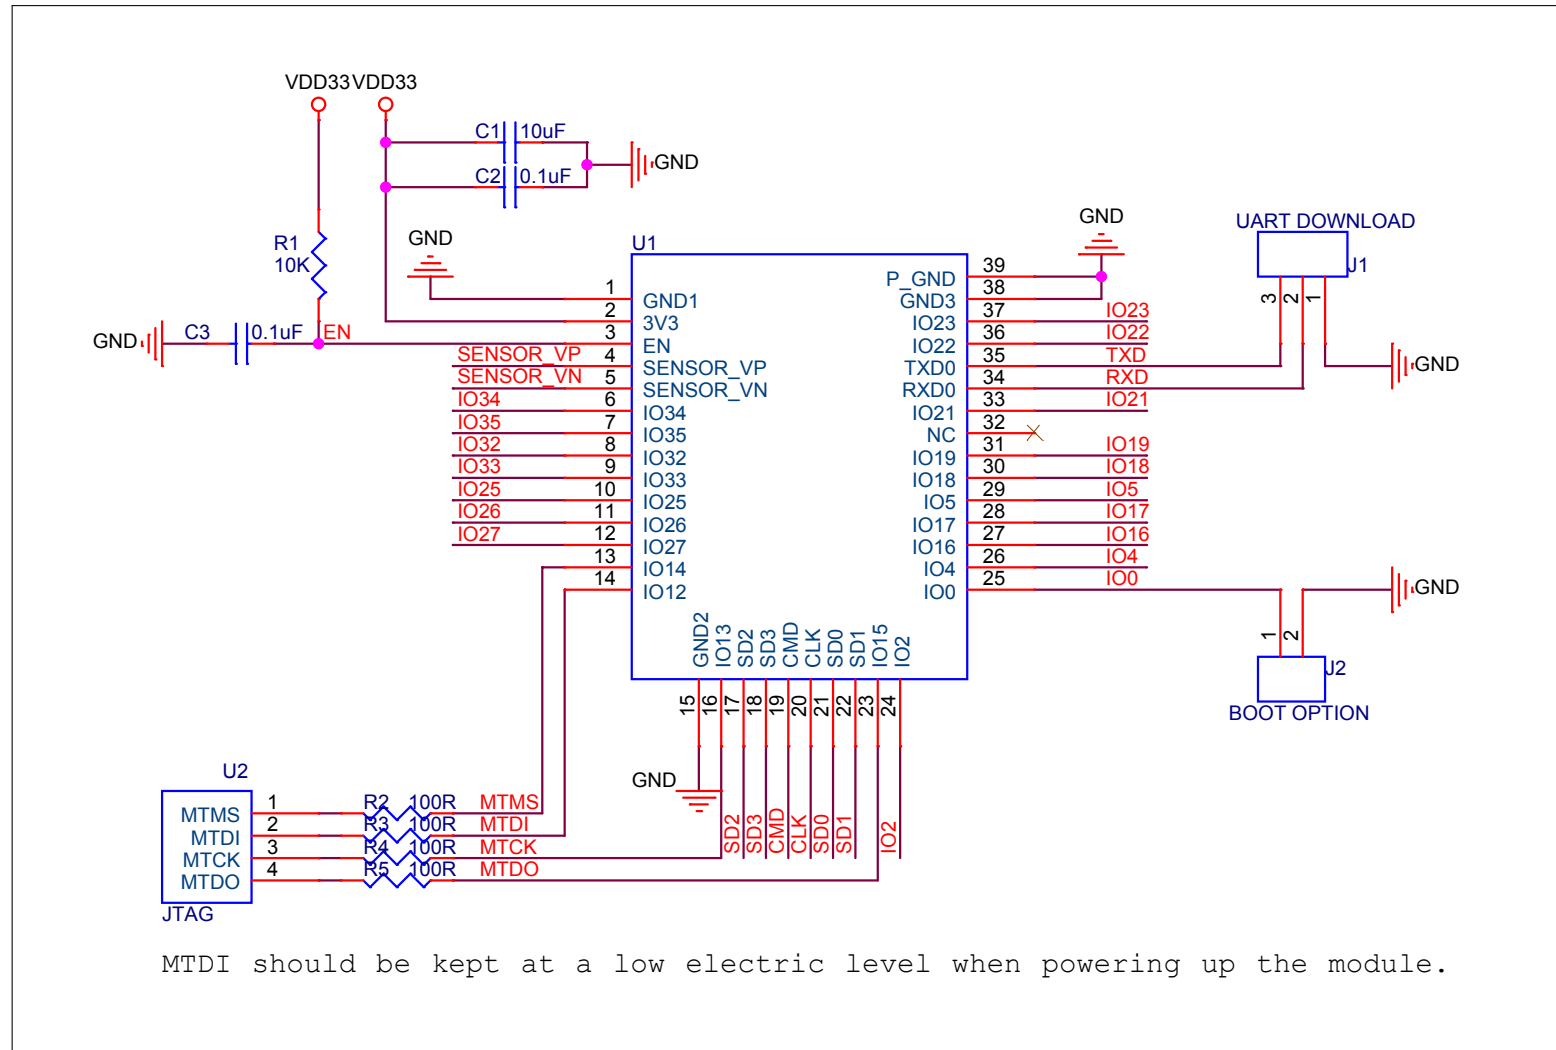 VDD33 VDD33
C1 10uF
GND
C2 0.1uF
R1
10K
GND
C3 0.1uF EN
GND
U1
GND
UART DOWNLOAD
J1
3 2 1
GND
1 GND1
2 3V3
3 EN
SENSOR_VP 4 SENSOR_VP
SENSOR_VN 5 SENSOR_VN
IO34 6 IO34
IO35 7 IO35
IO32 8 IO32
IO33 9 IO33
IO25 10 IO25
IO26 11 IO26
IO27 12 IO27
13 IO14
14 IO12
P_GND 39
GND3 38
IO23 37 IO23
IO22 36 IO22
TXD0 35 TXD
RXD0 34 RXD
IO21 33 IO21
NC 32
IO19 31 IO19
IO18 30 IO18
IO5 29 IO5
IO17 28 IO17
IO16 27 IO16
IO4 26 IO4
IO0 25 IO0
GND
1 2
J2
BOOT OPTION
GND2 IO13 SD2 SD3 CMD CLK SD0 SD1 IO15 IO2
15 16 17 18 19 20 21 22 23 24
GND
SD2 SD3 CMD CLK SD0 SD1 IO2
U2
MTMS 1 R2 100R MTMS
MTDI 2 R3 100R MTDI
MTCK 3 R4 100R MTCK
MTDO 4 R5 100R MTDO
JTAG
MTDI should be kept at a low electric level when powering up the module.